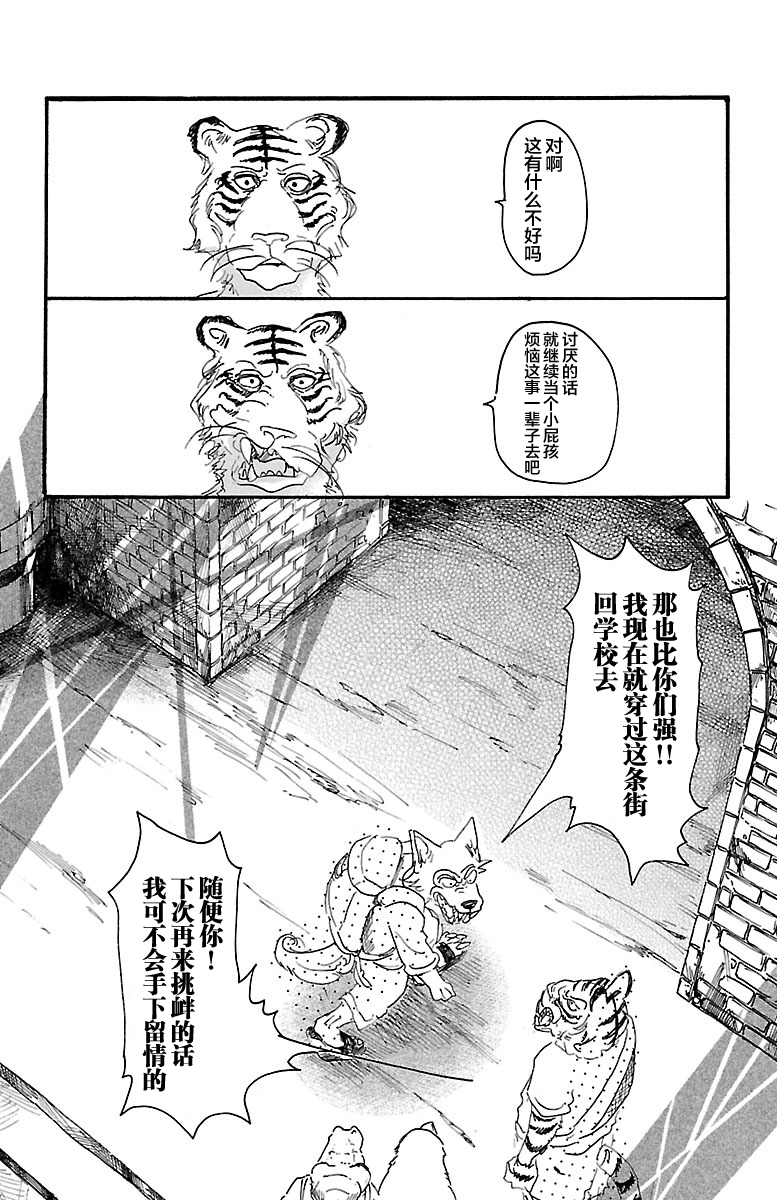 对啊
这有什么不好吗
讨厌的话
就继续当个小屁孩
烦恼这事一辈子去吧
那也比你们强!!
我现在就穿过这条街
回学校去
随便你!
下次再来挑衅的话
我可不会手下留情的